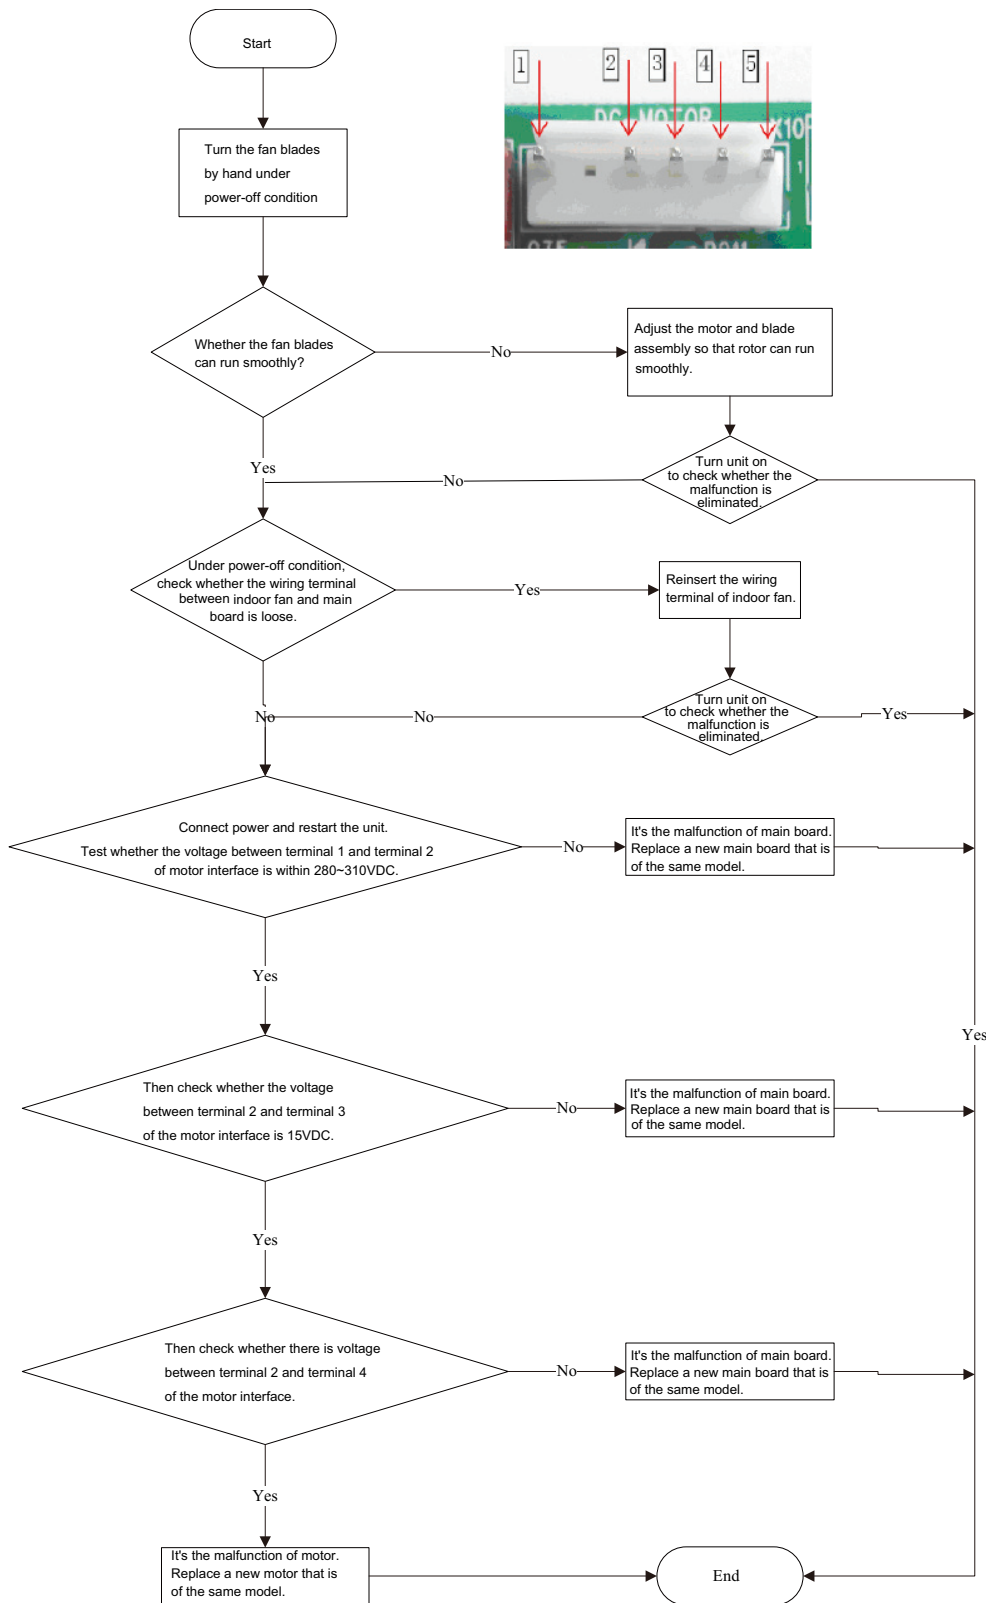 Start
1
2
3
4
5
DC MOTOR
1
Turn the fan blades
by hand under
power-off condition
Whether the fan blades
can run smoothly?
No
Adjust the motor and blade
assembly so that rotor can run
smoothly.
Yes
Turn unit on
to check whether the
malfunction is
eliminated.
No
Under power-off condition,
check whether the wiring terminal
between indoor fan and main
board is loose.
Yes
Reinsert the wiring
terminal of indoor fan.
Turn unit on
to check whether the
malfunction is
eliminated.
No
No
Yes
Connect power and restart the unit.
Test whether the voltage between terminal 1 and terminal 2
of motor interface is within 280~310VDC.
No
It's the malfunction of main board.
Replace a new main board that is
of the same model.
Yes
Yes
Then check whether the voltage
between terminal 2 and terminal 3
of the motor interface is 15VDC.
No
It's the malfunction of main board.
Replace a new main board that is
of the same model.
Yes
Then check whether there is voltage
between terminal 2 and terminal 4
of the motor interface.
No
It's the malfunction of main board.
Replace a new main board that is
of the same model.
Yes
It's the malfunction of motor.
Replace a new motor that is
of the same model.
End